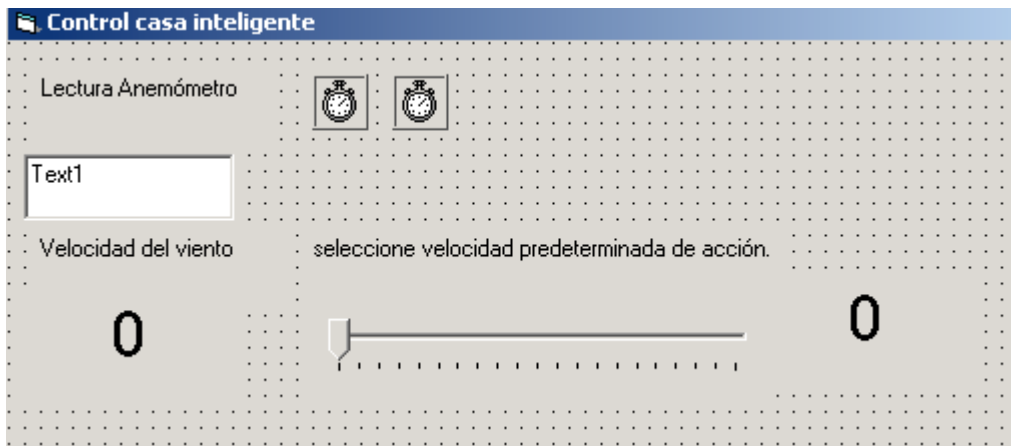 Control casa inteligente
Lectura Anemómetro
Text1
Velocidad del viento
seleccione velocidad predeterminada de acción.
0
0